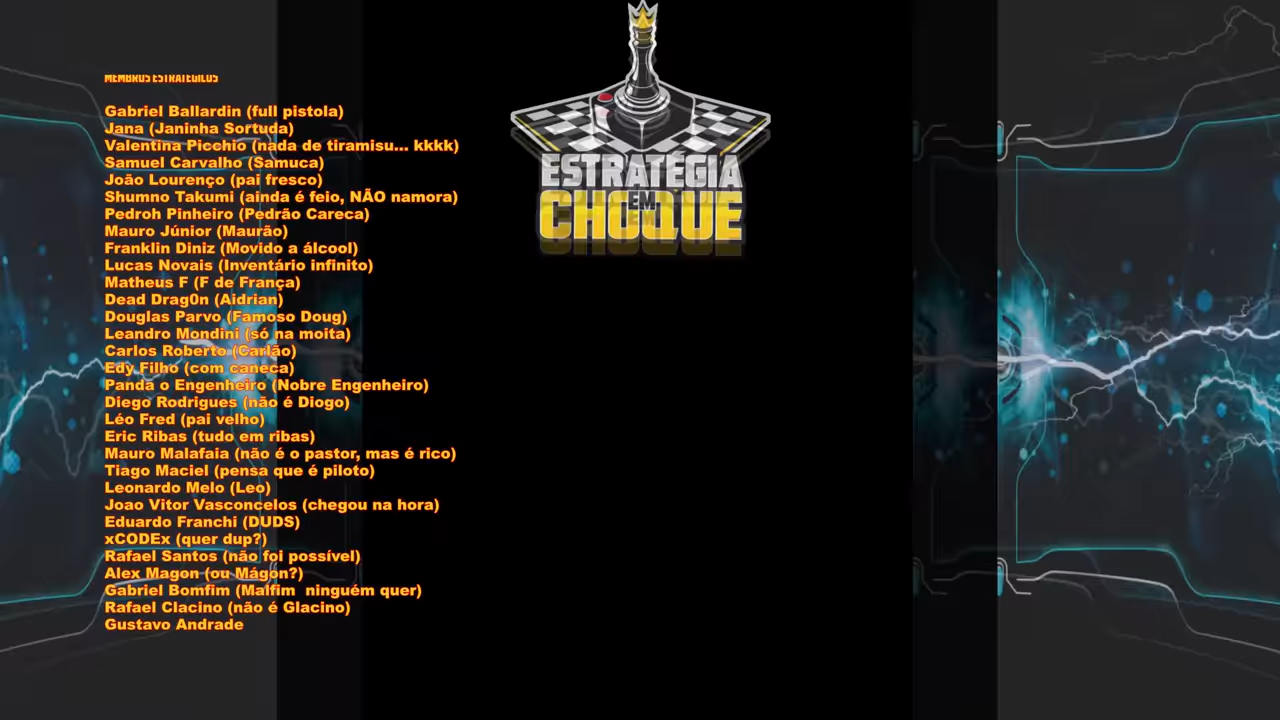 MEMBROS ESTRATÉGICOS
Gabriel Ballardin (full pistola)
Jana (Janinha Sortuda)
Valentina Picchio (nada de tiramisu... kkkk)
Samuel Carvalho (Samuca)
João Lourenço (pai fresco)
Shumno Takumi (ainda é feio, NÃO namora)
Pedroh Pinheiro (Pedrão Careca)
Mauro Júnior (Maurão)
Franklin Diniz (Movido a álcool)
Lucas Novais (Inventário infinito)
Matheus F (F de França)
Dead Drag0n (Aidrian)
Douglas Parvo (Famoso Doug)
Leandro Mondini (só na moita)
Carlos Roberto (Carlão)
Edy Filho (com caneca)
Panda o Engenheiro (Nobre Engenheiro)
Diego Rodrigues (não é Diogo)
Léo Fred (pai velho)
Eric Ribas (tudo em ribas)
Mauro Malafaia (não é o pastor, mas é rico)
Tiago Maciel (pensa que é piloto)
Leonardo Melo (Leo)
Joao Vitor Vasconcelos (chegou na hora)
Eduardo Franchi (DUDS)
xCODEx (quer dup?)
Rafael Santos (não foi possível)
Alex Magon (ou Mágon?)
Gabriel Bomfim (Malfim  ninguém quer)
Rafael Clacino (não é Glacino)
Gustavo Andrade
ESTRATÉGIA
EM
CHOQUE